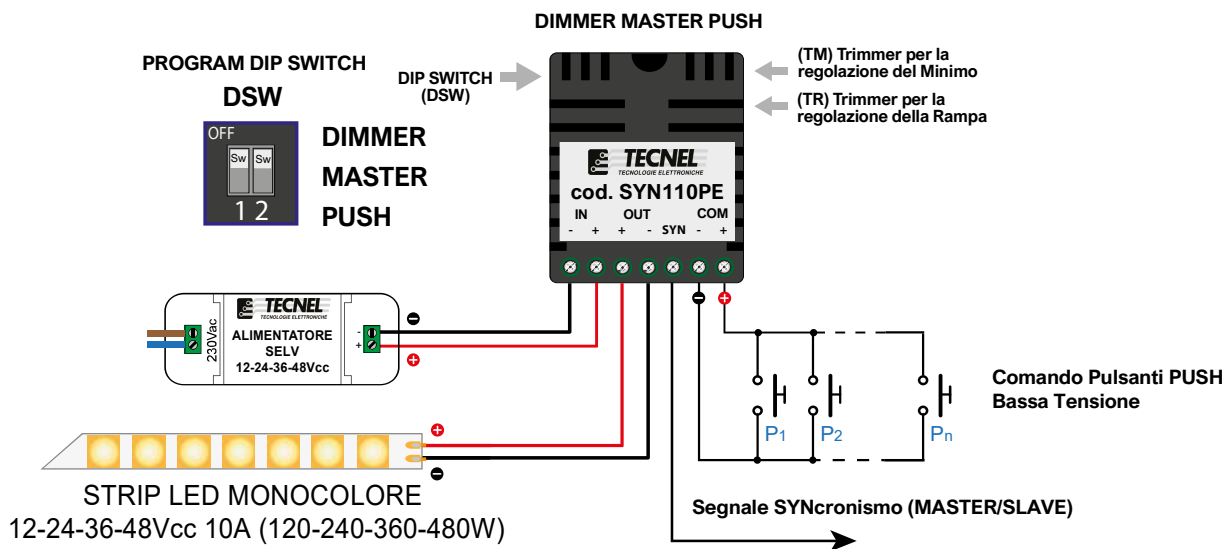 DIMMER MASTER PUSH
PROGRAM DIP SWITCH
DSW
OFF
Sw Sw
1 2
DIMMER
MASTER
PUSH
DIP SWITCH
(DSW)
(TM) Trimmer per la
regolazione del Minimo
(TR) Trimmer per la
regolazione della Rampa
TECNEL
TECNOLOGIE ELETTRONICHE
cod. SYN110PE
IN OUT COM
- + + - SYN - +
TECNEL
TECNOLOGIE ELETTRONICHE
230Vac
ALIMENTATORE
SELV
12-24-36-48Vcc
-
+
Comando Pulsanti PUSH
Bassa Tensione
P1 P2 Pn
STRIP LED MONOCOLORE
12-24-36-48Vcc 10A (120-240-360-480W)
Segnale SYNcronismo (MASTER/SLAVE)